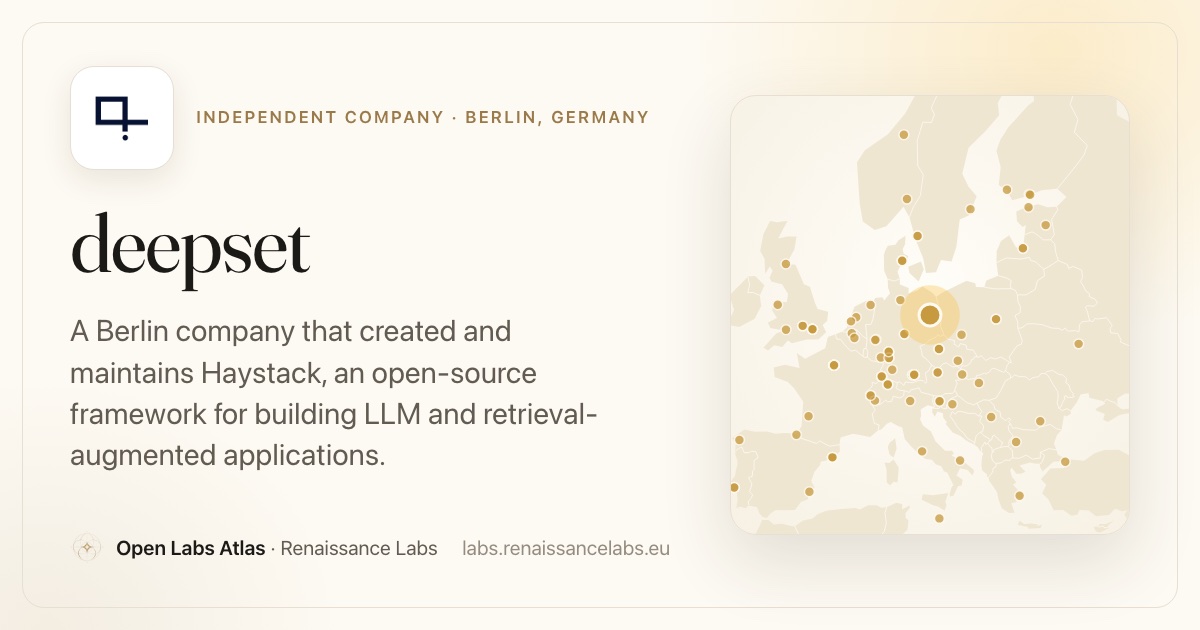 INDEPENDENT COMPANY · BERLIN, GERMANY
deepset
A Berlin company that created and
maintains Haystack, an open-source
framework for building LLM and retrieval-
augmented applications.
Open Labs Atlas · Renaissance Labs labs.renaissancelabs.eu